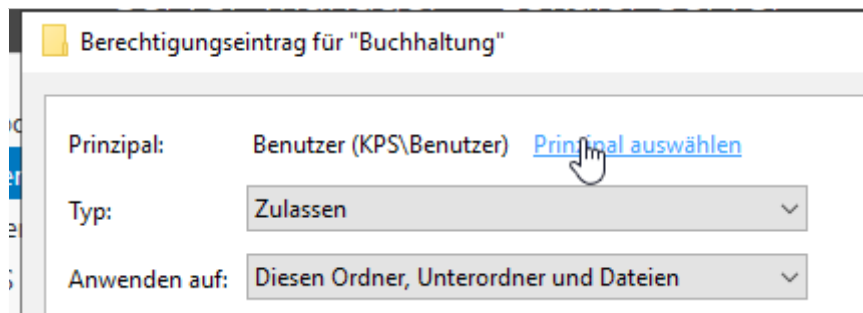 Berechtigungseintrag für "Buchhaltung"
Prinzipal: Benutzer (KPS\Benutzer) Prinzipal auswählen
Typ: Zulassen
Anwenden auf: Diesen Ordner, Unterordner und Dateien